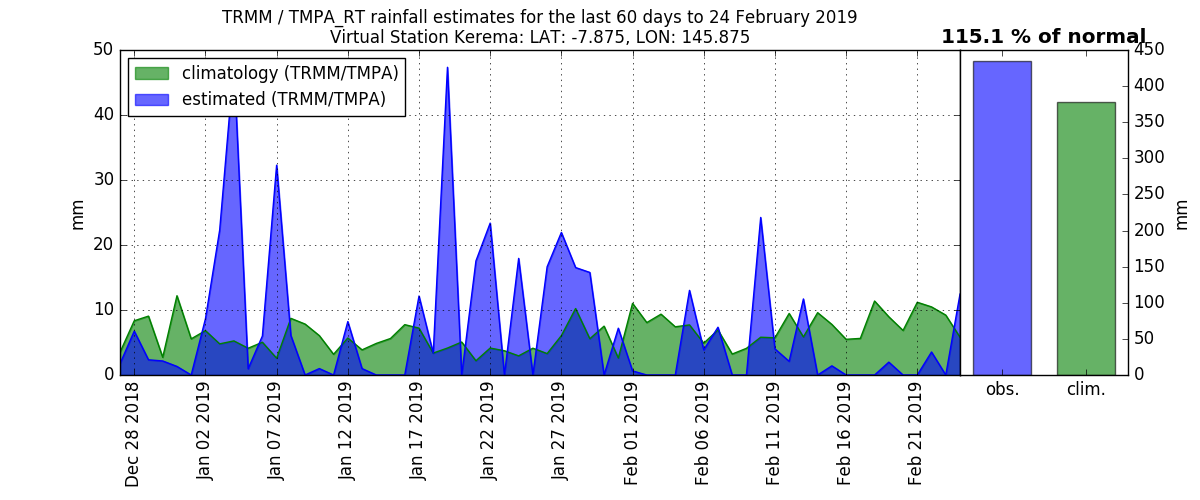 TRMM / TMPA_RT rainfall estimates for the last 60 days to 24 February 2019
Virtual Station Kerema: LAT: -7.875, LON: 145.875
115.1 % of normal
climatology (TRMM/TMPA)
estimated (TRMM/TMPA)
50
40
30
20
10
0
mm
Dec 28 2018
Jan 02 2019
Jan 07 2019
Jan 12 2019
Jan 17 2019
Jan 22 2019
Jan 27 2019
Feb 01 2019
Feb 06 2019
Feb 11 2019
Feb 16 2019
Feb 21 2019
450
400
350
300
250
200
150
100
50
0
mm
obs.
clim.